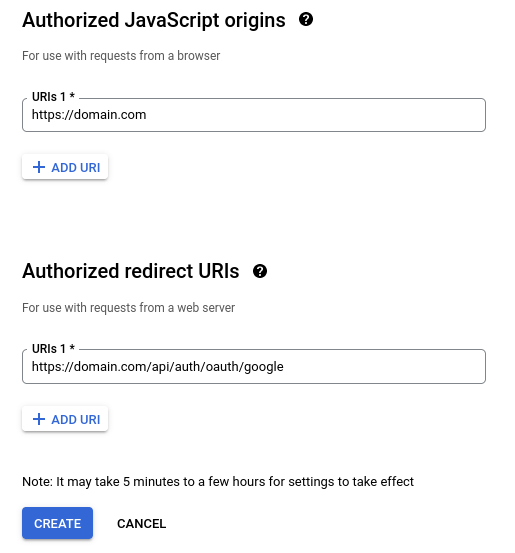 Authorized JavaScript origins
For use with requests from a browser
URIs 1 *
https://domain.com
+ ADD URI
Authorized redirect URIs
For use with requests from a web server
URIs 1 *
https://domain.com/api/auth/oauth/google
+ ADD URI
Note: It may take 5 minutes to a few hours for settings to take effect
CREATE CANCEL